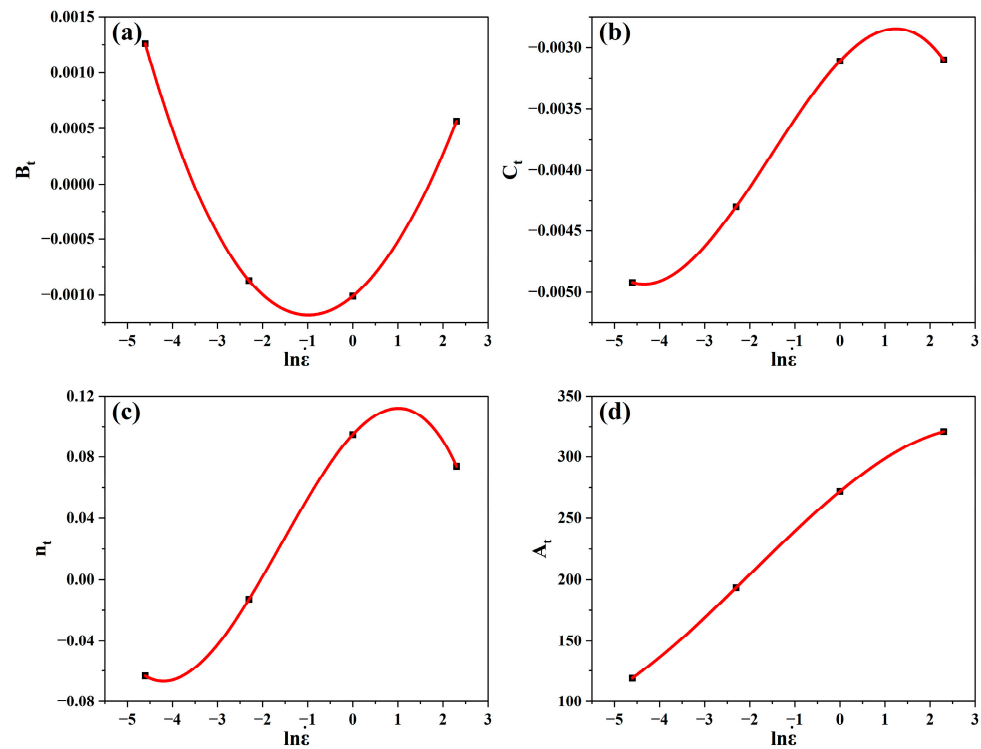 (a)
B_t
0.0015
0.0010
0.0005
0.0000
−0.0005
−0.0010
−5 −4 −3 −2 −1 0 1 2 3
lnε̇
(b)
C_t
−0.0030
−0.0035
−0.0040
−0.0045
−0.0050
−5 −4 −3 −2 −1 0 1 2 3
lnε̇
(c)
n_t
0.12
0.08
0.04
0.00
−0.04
−0.08
−5 −4 −3 −2 −1 0 1 2 3
lnε̇
(d)
A_t
350
300
250
200
150
100
−5 −4 −3 −2 −1 0 1 2 3
lnε̇